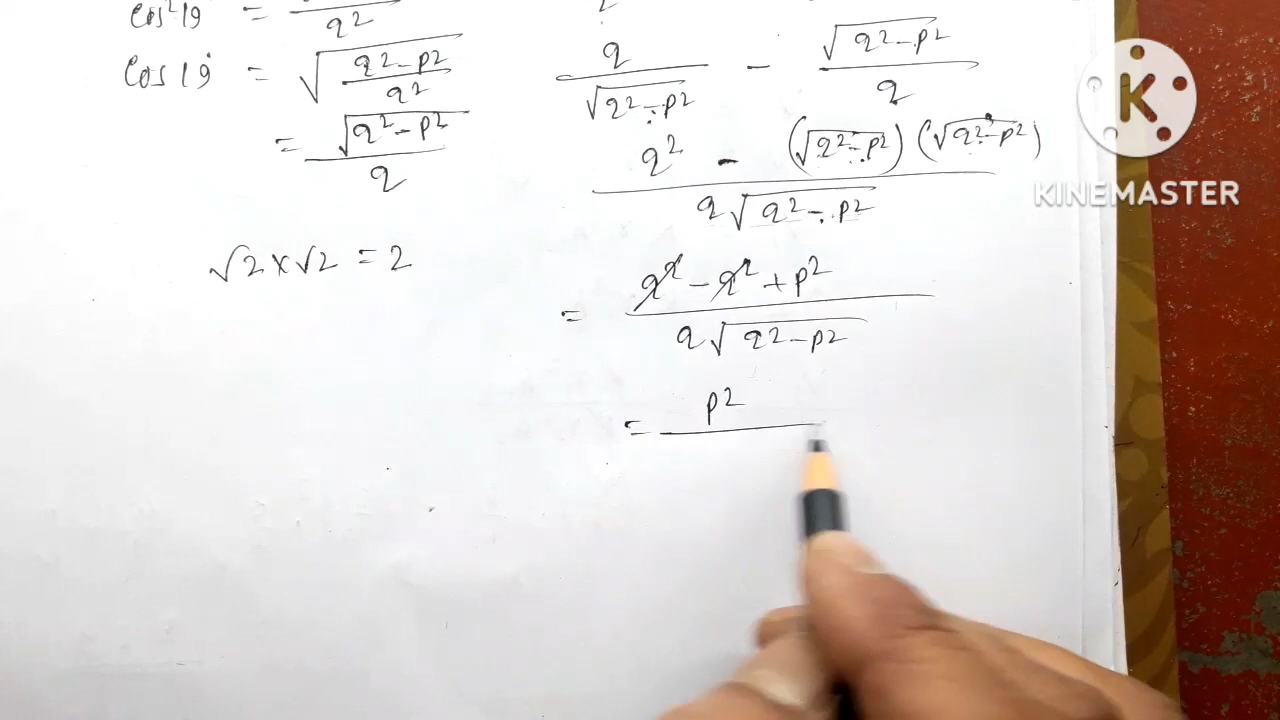 cos²19 = ———
q²
cos 19° = √(q²-p²/q²)
= √(q²-p²)/q
√2×√2 = 2
q/√(q²-p²) - √(q²-p²)/q
q² - (√(q²-p²)) (√(q²-p²))
q√(q²-p²)
= q²-q²+p²
q√(q²-p²)
= p²
K
KINEMASTER